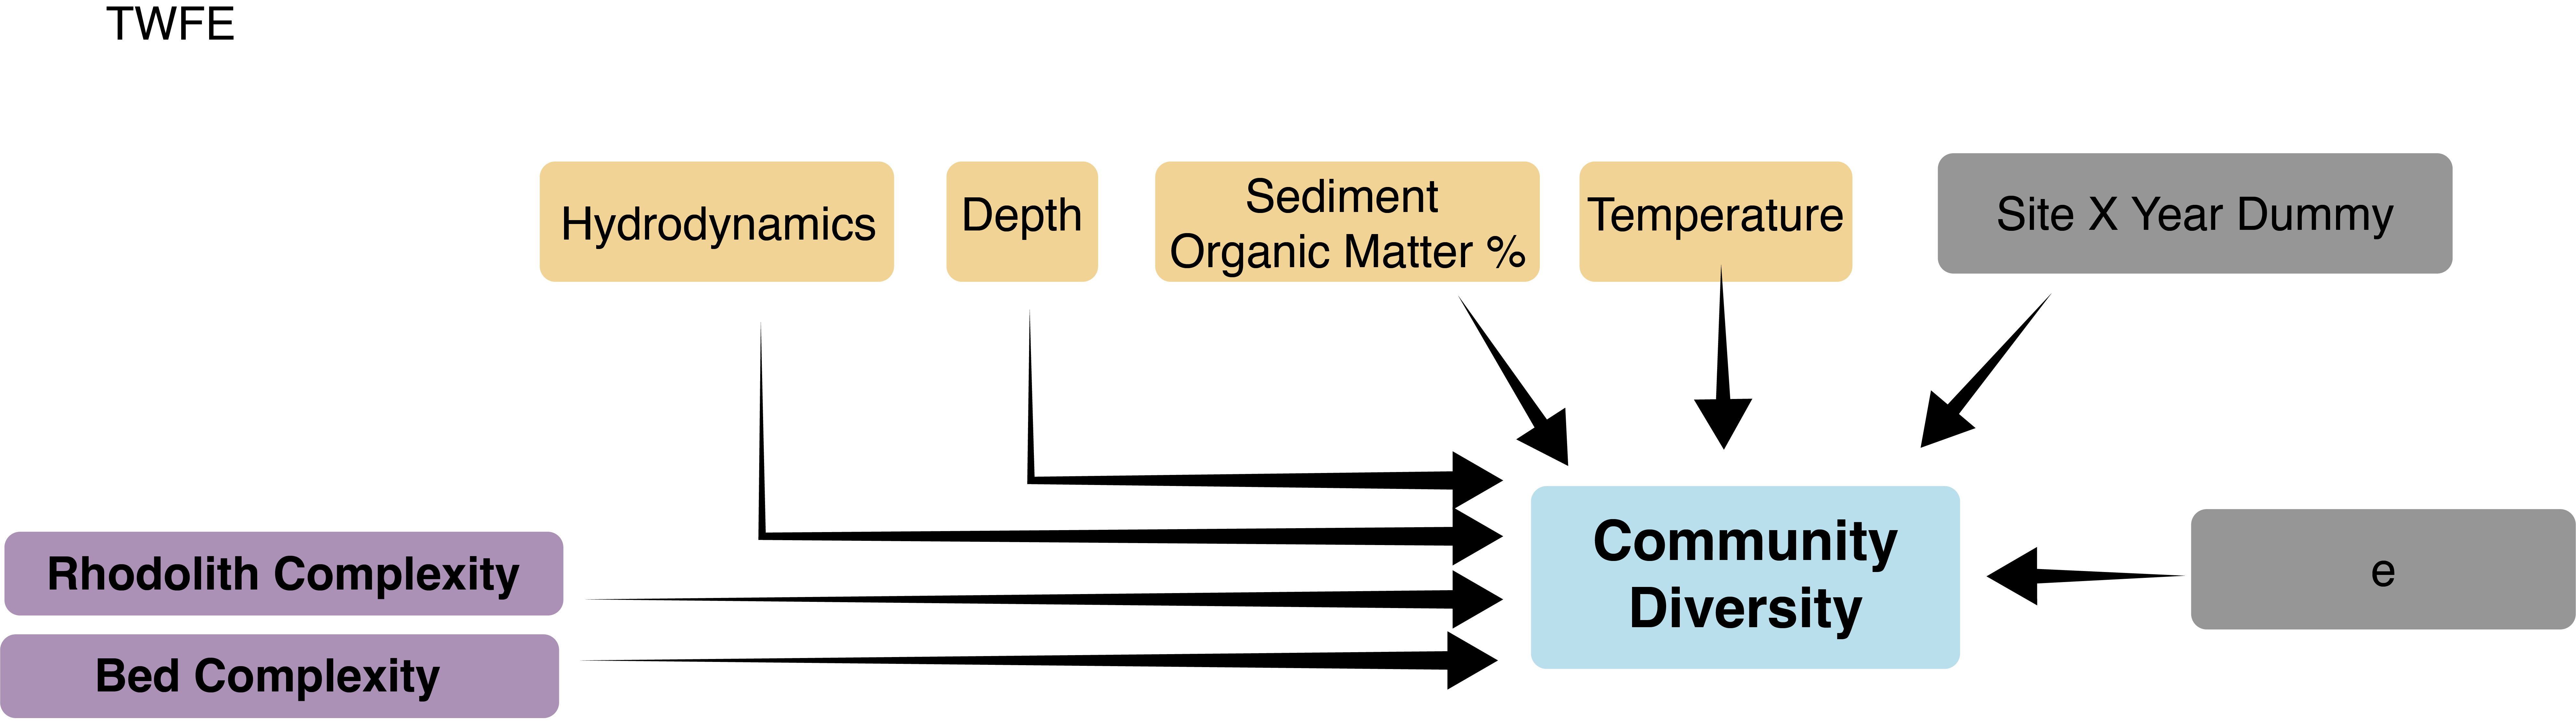 TWFE
Hydrodynamics
Depth
Sediment
Organic Matter %
Temperature
Site X Year Dummy
Rhodolith Complexity
Bed Complexity
Community
Diversity
e